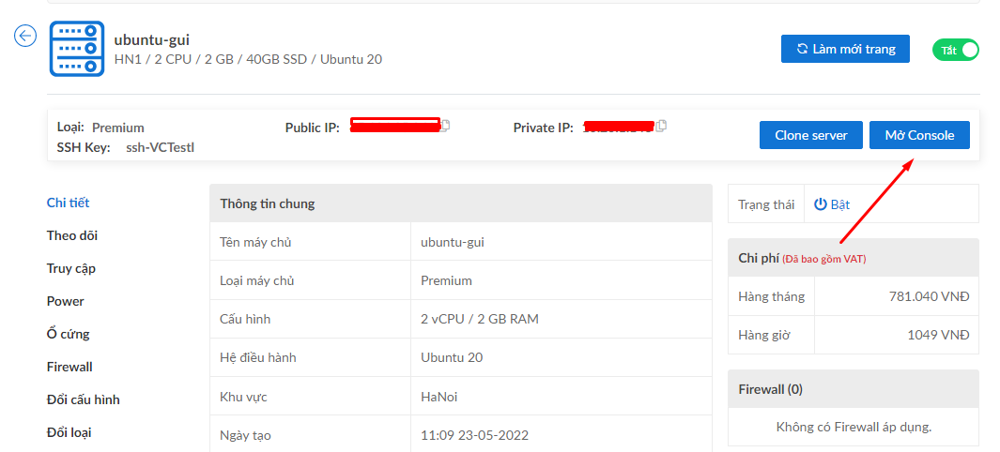 ubuntu-gui
HN1 / 2 CPU / 2 GB / 40GB SSD / Ubuntu 20
Làm mới trang
Tắt
Loại: Premium
Public IP:
Private IP:
SSH Key: ssh-VCTestl
Clone server
Mở Console
Chi tiết
Theo dõi
Truy cập
Power
Ổ cứng
Firewall
Đổi cấu hình
Đổi loại
Thông tin chung
Tên máy chủ ubuntu-gui
Loại máy chủ Premium
Cấu hình 2 vCPU / 2 GB RAM
Hệ điều hành Ubuntu 20
Khu vực HaNoi
Ngày tạo 11:09 23-05-2022
Trạng thái Bật
Chi phí (Đã bao gồm VAT)
Hàng tháng 781.040 VNĐ
Hàng giờ 1049 VNĐ
Firewall (0)
Không có Firewall áp dụng.